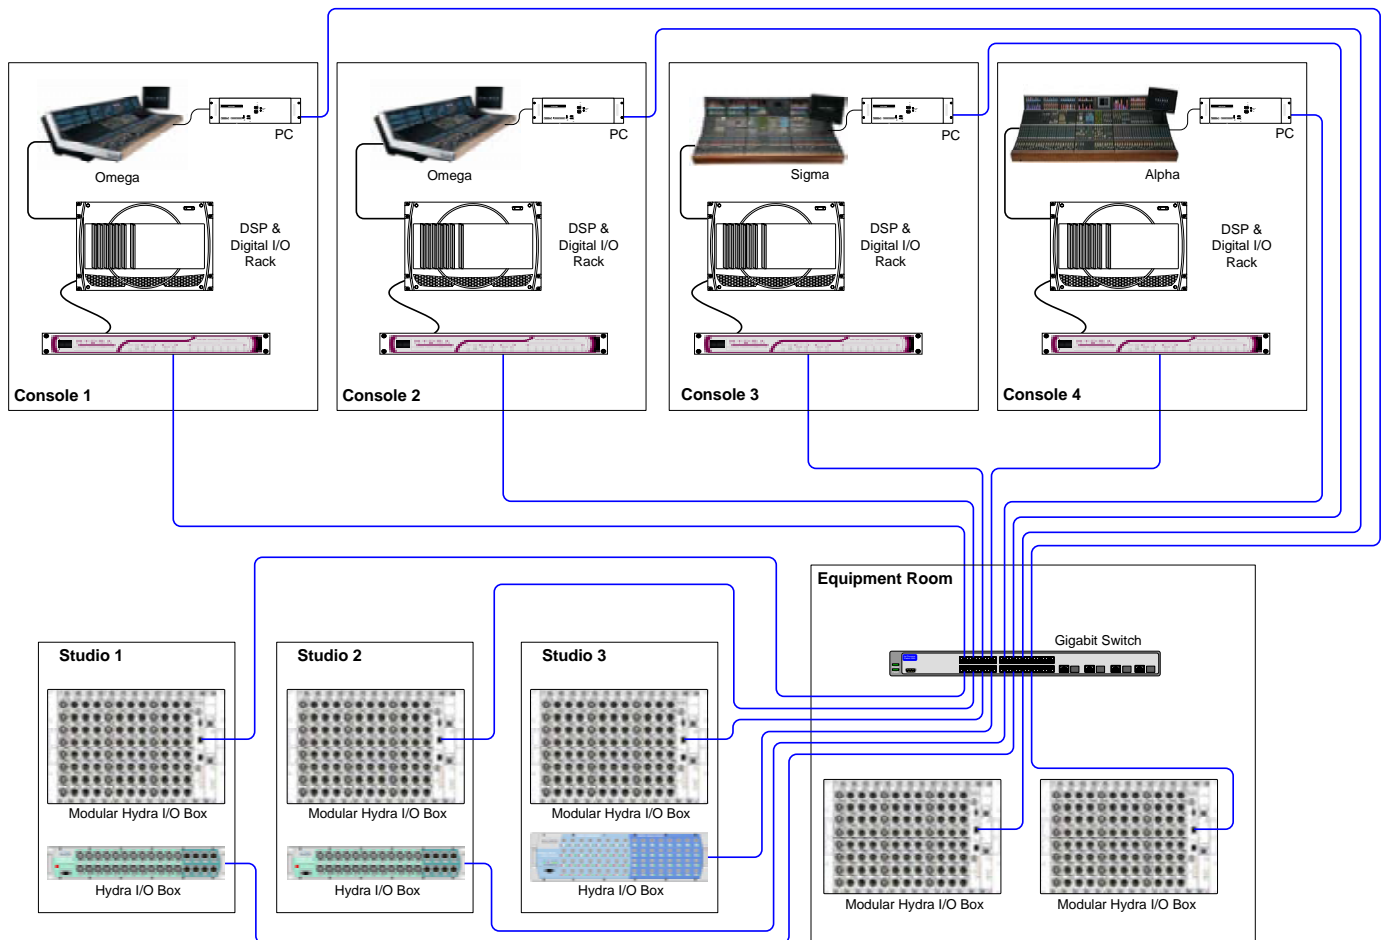 PC
PC
PC
PC
Omega
Omega
Sigma
Alpha
DSP &
Digital I/O
Rack
DSP &
Digital I/O
Rack
DSP &
Digital I/O
Rack
DSP &
Digital I/O
Rack
Console 1
Console 2
Console 3
Console 4
Equipment Room
Gigabit Switch
Studio 1
Studio 2
Studio 3
Modular Hydra I/O Box
Modular Hydra I/O Box
Modular Hydra I/O Box
Hydra I/O Box
Hydra I/O Box
Hydra I/O Box
Modular Hydra I/O Box
Modular Hydra I/O Box